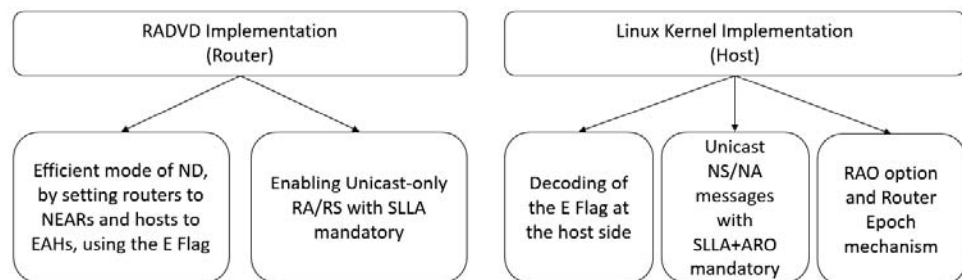 RADVD Implementation
(Router)
Linux Kernel Implementation
(Host)
Efficient mode of ND,
by setting routers to
NEARs and hosts to
EAHs, using the E Flag
Enabling Unicast-only
RA/RS with SLLA
mandatory
Decoding of
the E Flag at
the host side
Unicast
NS/NA
messages
with
SLLA+ARO
mandatory
RAO option
and Router
Epoch
mechanism